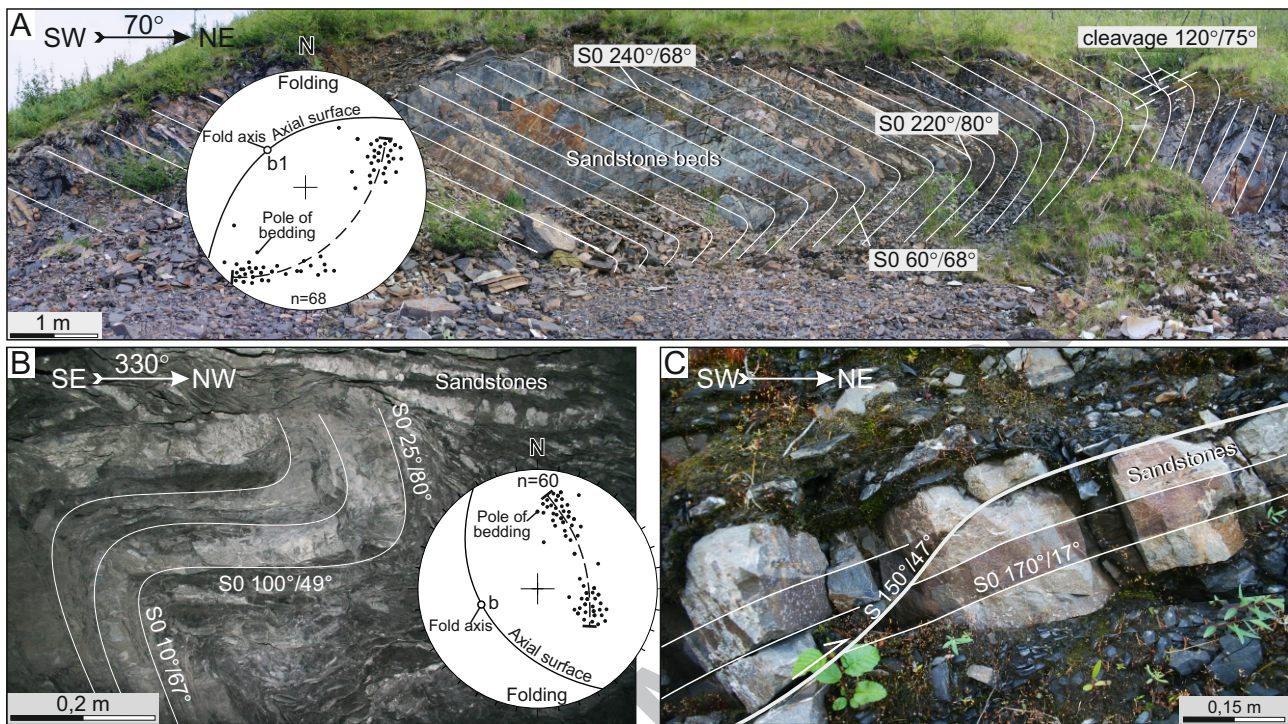 A
SW 70° NE
N
Folding
Fold axis
Axial surface
b1
Pole of
bedding
n=68
1 m
S0 240°/68°
cleavage 120°/75°
S0 220°/80°
Sandstone beds
S0 60°/68°
B
SE 330° NW
Sandstones
S0 25°/80°
S0 100°/49°
S0 10°/67°
0,2 m
N
n=60
Pole of
bedding
b
Fold axis
Axial surface
Folding
C
SW NE
Sandstones
S 150°/47°
S0 170°/17°
0,15 m